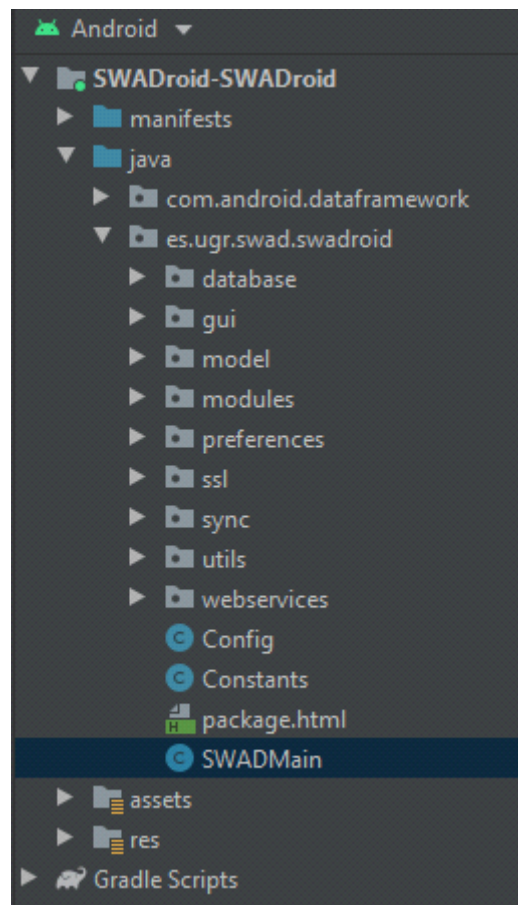 Android
SWADroid-SWADroid
manifests
java
com.android.dataframework
es.ugr.swad.swadroid
database
gui
model
modules
preferences
ssl
sync
utils
webservices
C Config
C Constants
H package.html
C SWADMain
assets
res
Gradle Scripts